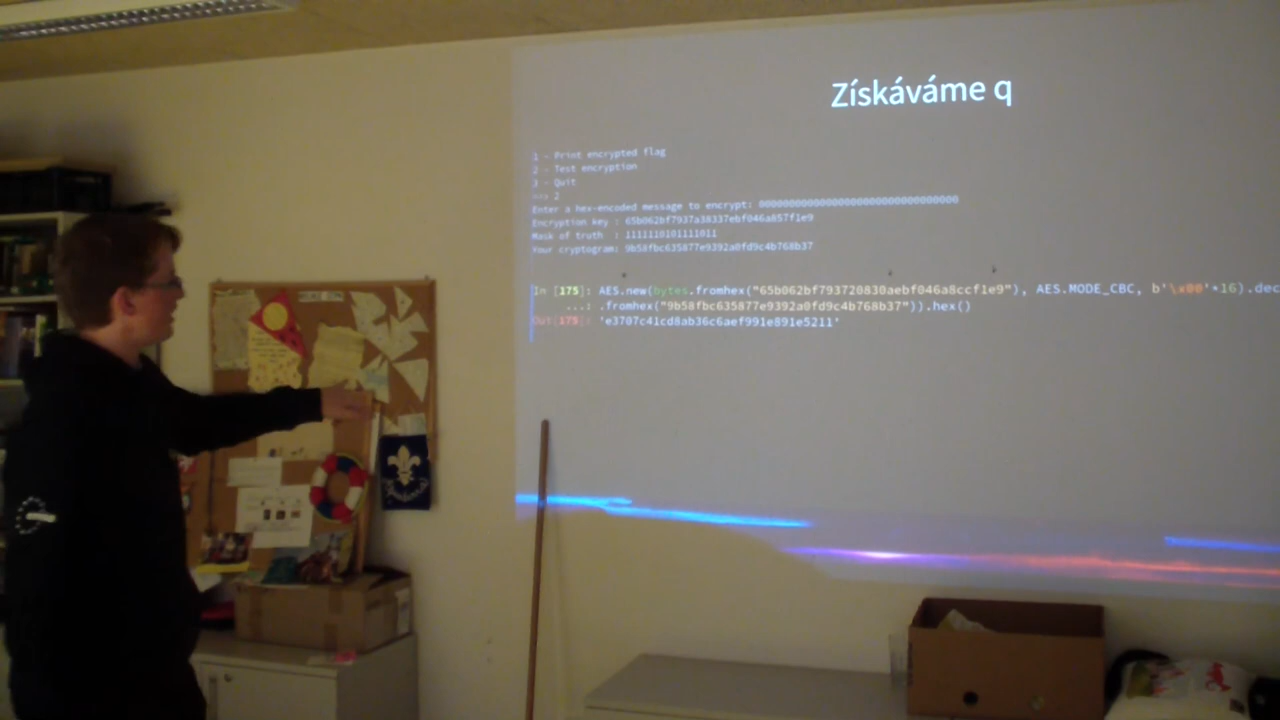 Získáváme q
1 - Print encrypted flag
2 - Test encryption
3 - Quit
>>> 2
Enter a hex-encoded message to encrypt: 00000000000000000000000000000000
Encryption key : 65b062bf7937a38337ebf046a857f1e9
Mask of truth : 1111110101111011
Your cryptogram: 9b58fbc635877e9392a0fd9c4b768b37
In [175]: AES.new(bytes.fromhex("65b062bf793720830aebf046a8ccf1e9"), AES.MODE_CBC, b'\x00'*16).dec
...: .fromhex("9b58fbc635877e9392a0fd9c4b768b37")).hex()
Out[175]: 'e3707c41cd8ab36c6aef991e891e5211'